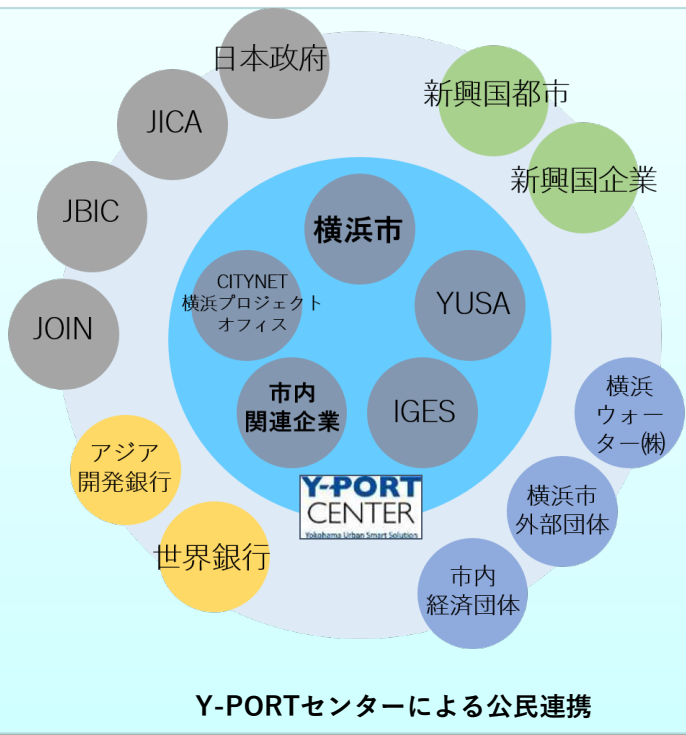 日本政府
JICA
JBIC
JOIN
新興国都市
新興国企業
横浜市
CITYNET
横浜プロジェクト
オフィス
YUSA
市内
関連企業
IGES
Y-PORT
CENTER
Yokohama Urban Smart Solution
アジア
開発銀行
世界銀行
横浜
ウォー
ター㈱
横浜市
外部団体
市内
経済団体
Y-PORTセンターによる公民連携